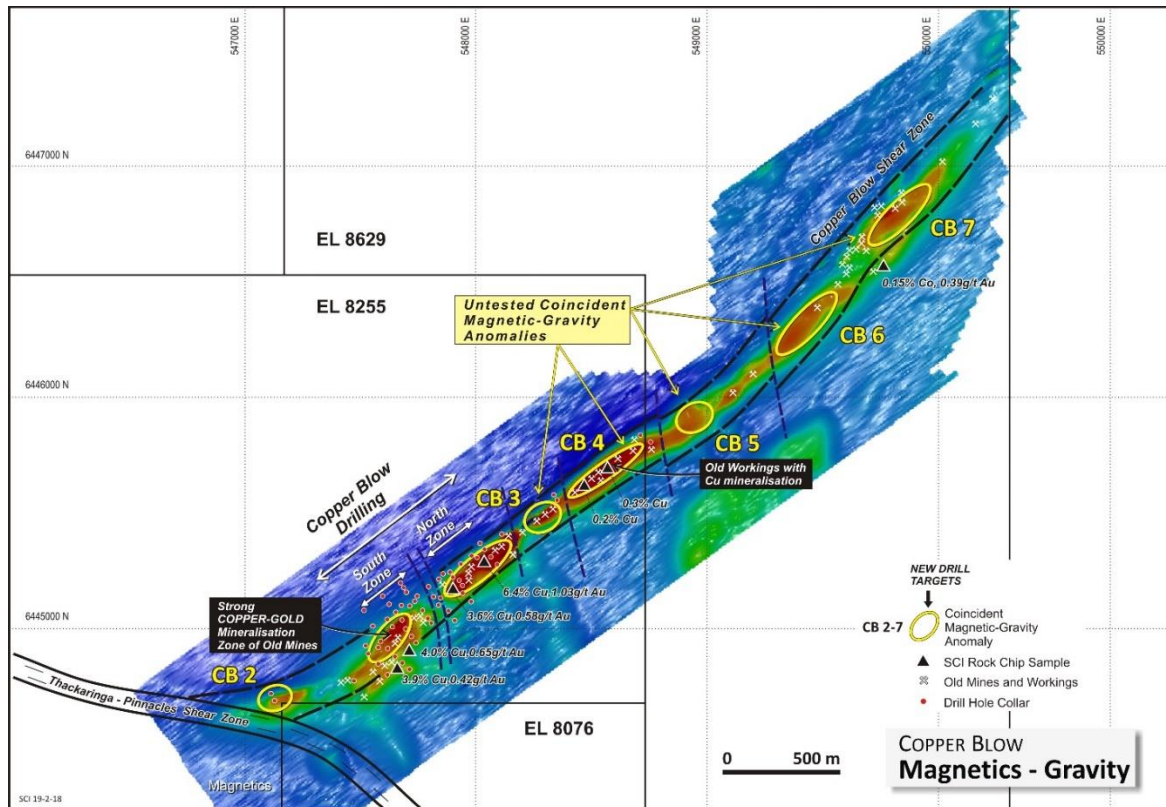 547000 E
548000 E
549000 E
550000 E
550000 E
6447000 N
6446000 N
6445000 N
EL 8629
EL 8255
EL 8076
Copper Blow Shear Zone
CB 7
0.15% Co, 0.39g/t Au
CB 6
Untested Coincident
Magnetic-Gravity
Anomalies
CB 5
CB 4
Old Workings with
Cu mineralisation
0.3% Cu
0.2% Cu
CB 3
Copper Blow
Drilling
North
Zone
South
Zone
6.4% Cu,1.03g/t Au
3.6% Cu,0.58g/t Au
4.0% Cu,0.65g/t Au
3.9% Cu,0.42g/t Au
Strong
COPPER-GOLD
Mineralisation
Zone of Old Mines
CB 2
Thackaringa - Pinnacles Shear Zone
Magnetics
SCI 19-2-18
NEW DRILL
TARGETS
CB 2-7
Coincident
Magnetic-Gravity
Anomaly
SCI Rock Chip Sample
Old Mines and Workings
Drill Hole Collar
0 500 m
COPPER BLOW
Magnetics - Gravity